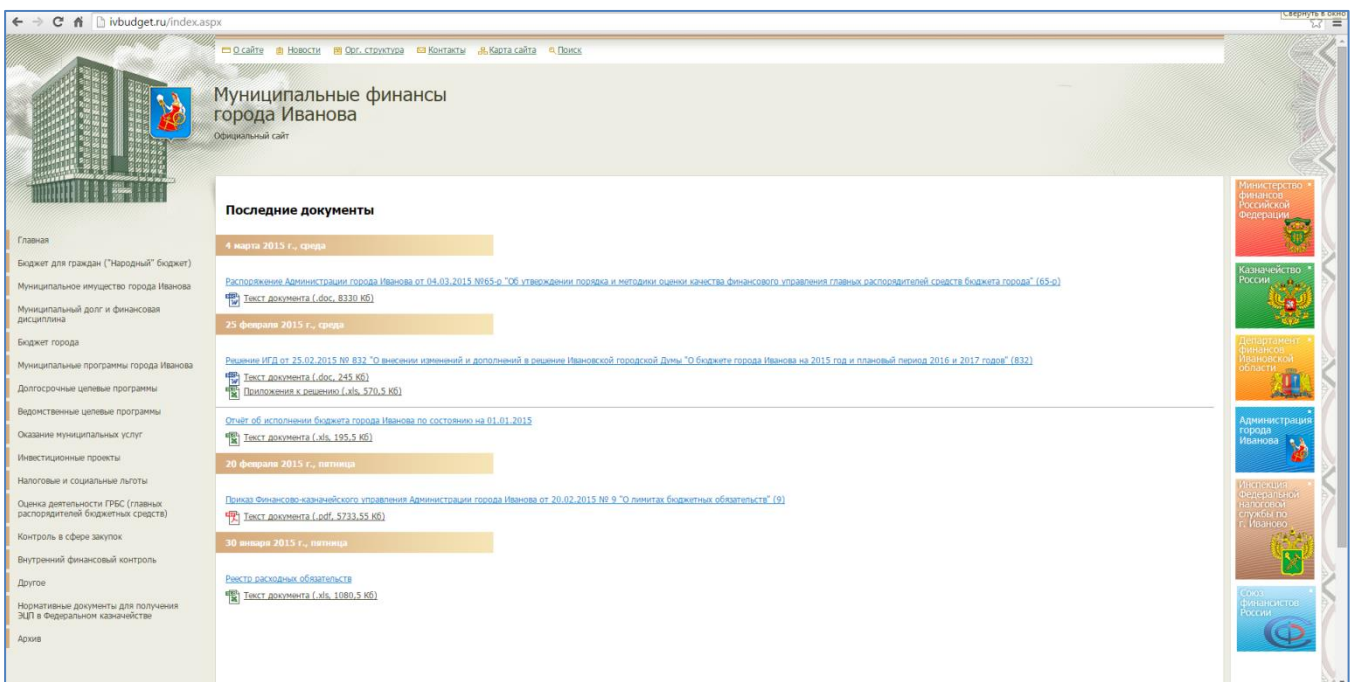 ivbudget.ru/index.aspx
Свернуть в окно
О сайте Новости Орг. структура Контакты Карта сайта Поиск
Муниципальные финансы
города Иванова
Официальный сайт
Главная
Бюджет для граждан ("Народный" бюджет)
Муниципальное имущество города Иванова
Муниципальный долг и финансовая
дисциплина
Бюджет города
Муниципальные программы города Иванова
Долгосрочные целевые программы
Ведомственные целевые программы
Оказание муниципальных услуг
Инвестиционные проекты
Налоговые и социальные льготы
Оценка деятельности ГРБС (главных
распорядителей бюджетных средств)
Контроль в сфере закупок
Внутренний финансовый контроль
Другое
Нормативные документы для получения
ЭЦП в Федеральном казначействе
Архив
Последние документы
4 марта 2015 г., среда
Распоряжение Администрации города Иванова от 04.03.2015 №65-р "Об утверждении порядка и методики оценки качества финансового управления главных распорядителей средств бюджета города" (65-р)
Текст документа (.doc, 8330 Кб)
25 февраля 2015 г., среда
Решение ИГД от 25.02.2015 № 832 "О внесении изменений и дополнений в решение Ивановской городской Думы "О бюджете города Иванова на 2015 год и плановый период 2016 и 2017 годов" (832)
Текст документа (.doc, 245 Кб)
Приложения к решению (.xls, 570,5 Кб)
Отчёт об исполнении бюджета города Иванова по состоянию на 01.01.2015
Текст документа (.xls, 195,5 Кб)
20 февраля 2015 г., пятница
Приказ Финансово-казначейского управления Администрации города Иванова от 20.02.2015 № 9 "О лимитах бюджетных обязательств" (9)
Текст документа (.pdf, 5733,55 Кб)
30 января 2015 г., пятница
Реестр расходных обязательств
Текст документа (.xls, 1080,5 Кб)
Министерство
финансов
Российской
Федерации
Казначейство
России
Департамент
финансов
Ивановской
области
Администрация
города
Иванова
Инспекция
Федеральной
налоговой
службы по
г. Иваново
Союз
финансистов
России